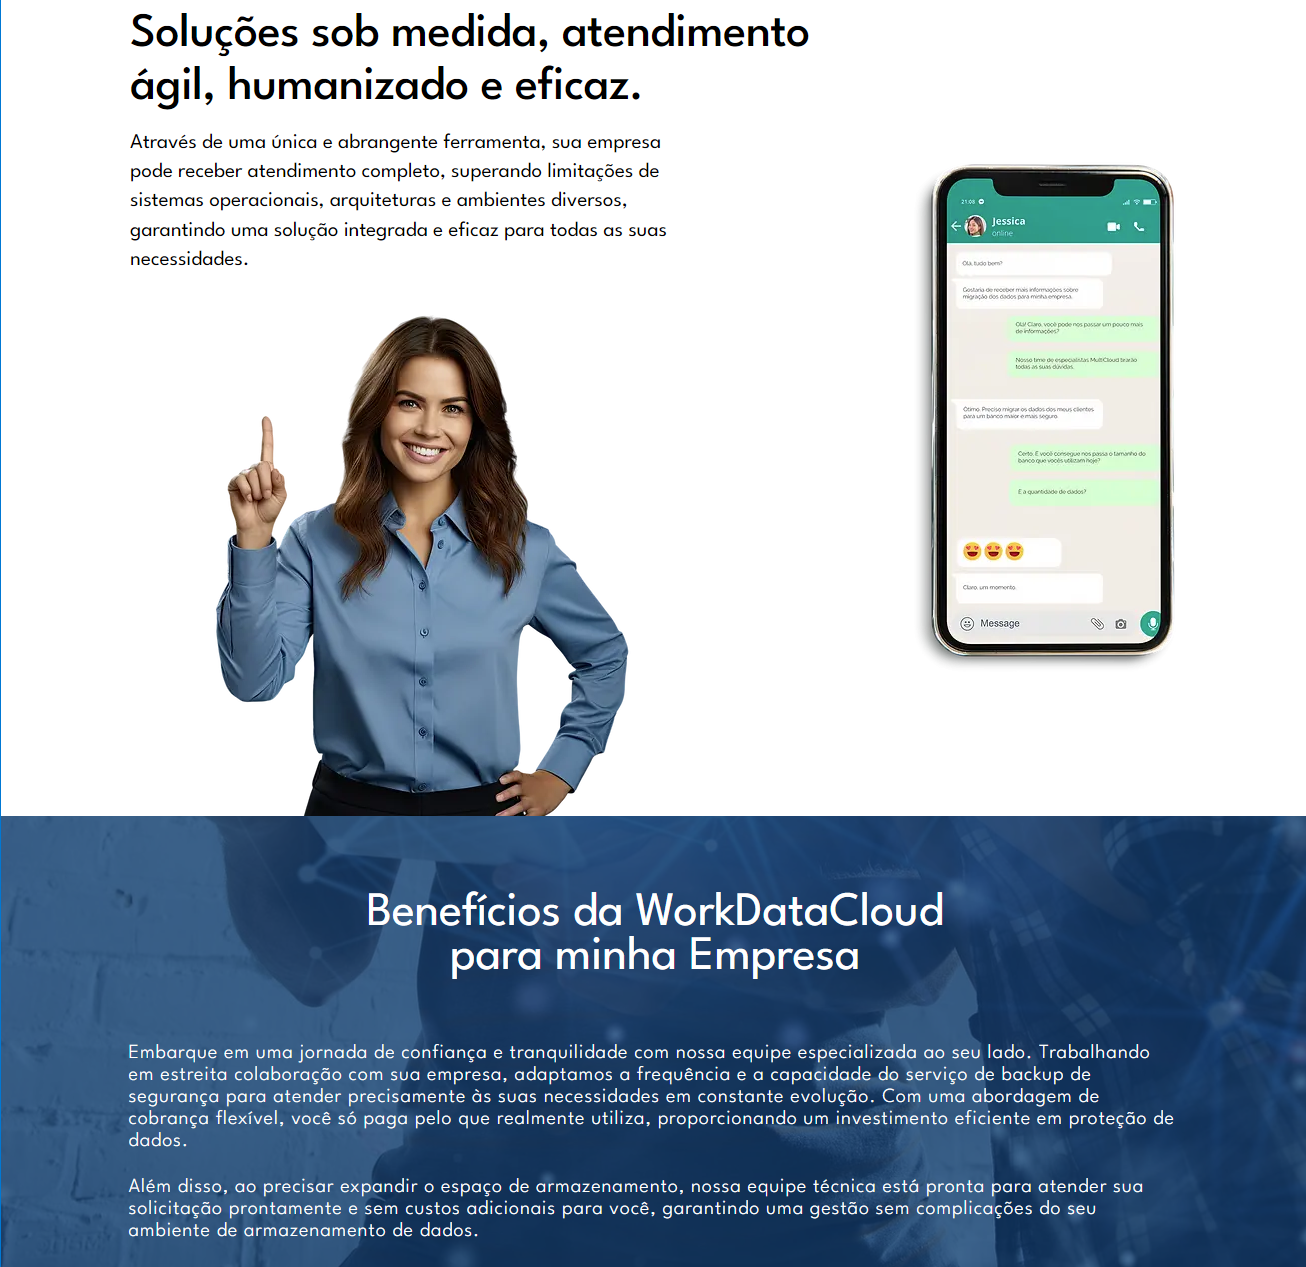 Soluções sob medida, atendimento
ágil, humanizado e eficaz.
Através de uma única e abrangente ferramenta, sua empresa
pode receber atendimento completo, superando limitações de
sistemas operacionais, arquiteturas e ambientes diversos,
garantindo uma solução integrada e eficaz para todas as suas
necessidades.
21:08
Jessica
online
Olá, tudo bem?
Gostaria de receber mais informações sobre
migração dos dados para minha empresa.
Olá! Claro, você pode nos passar um pouco mais
de informações?
Nosso time de especialistas MultiCloud tirarão
todas as suas dúvidas.
Ótimo. Preciso migrar os dados dos meus clientes
para um banco maior e mais seguro.
Certo. E você consegue nos passa o tamanho do
banco que vocês utilizam hoje?
E a quantidade de dados?
Claro, um momento.
Message
Benefícios da WorkDataCloud
para minha Empresa
Embarque em uma jornada de confiança e tranquilidade com nossa equipe especializada ao seu lado. Trabalhando
em estreita colaboração com sua empresa, adaptamos a frequência e a capacidade do serviço de backup de
segurança para atender precisamente às suas necessidades em constante evolução. Com uma abordagem de
cobrança flexível, você só paga pelo que realmente utiliza, proporcionando um investimento eficiente em proteção de
dados.
Além disso, ao precisar expandir o espaço de armazenamento, nossa equipe técnica está pronta para atender sua
solicitação prontamente e sem custos adicionais para você, garantindo uma gestão sem complicações do seu
ambiente de armazenamento de dados.